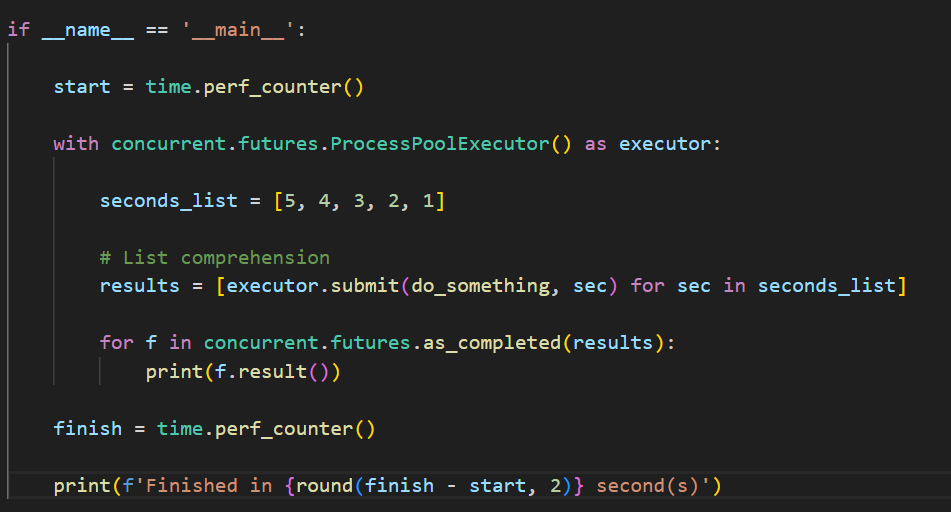 if __name__ == '__main__':
start = time.perf_counter()
with concurrent.futures.ProcessPoolExecutor() as executor:
seconds_list = [5, 4, 3, 2, 1]
# List comprehension
results = [executor.submit(do_something, sec) for sec in seconds_list]
for f in concurrent.futures.as_completed(results):
print(f.result())
finish = time.perf_counter()
print(f'Finished in {round(finish - start, 2)} second(s)')